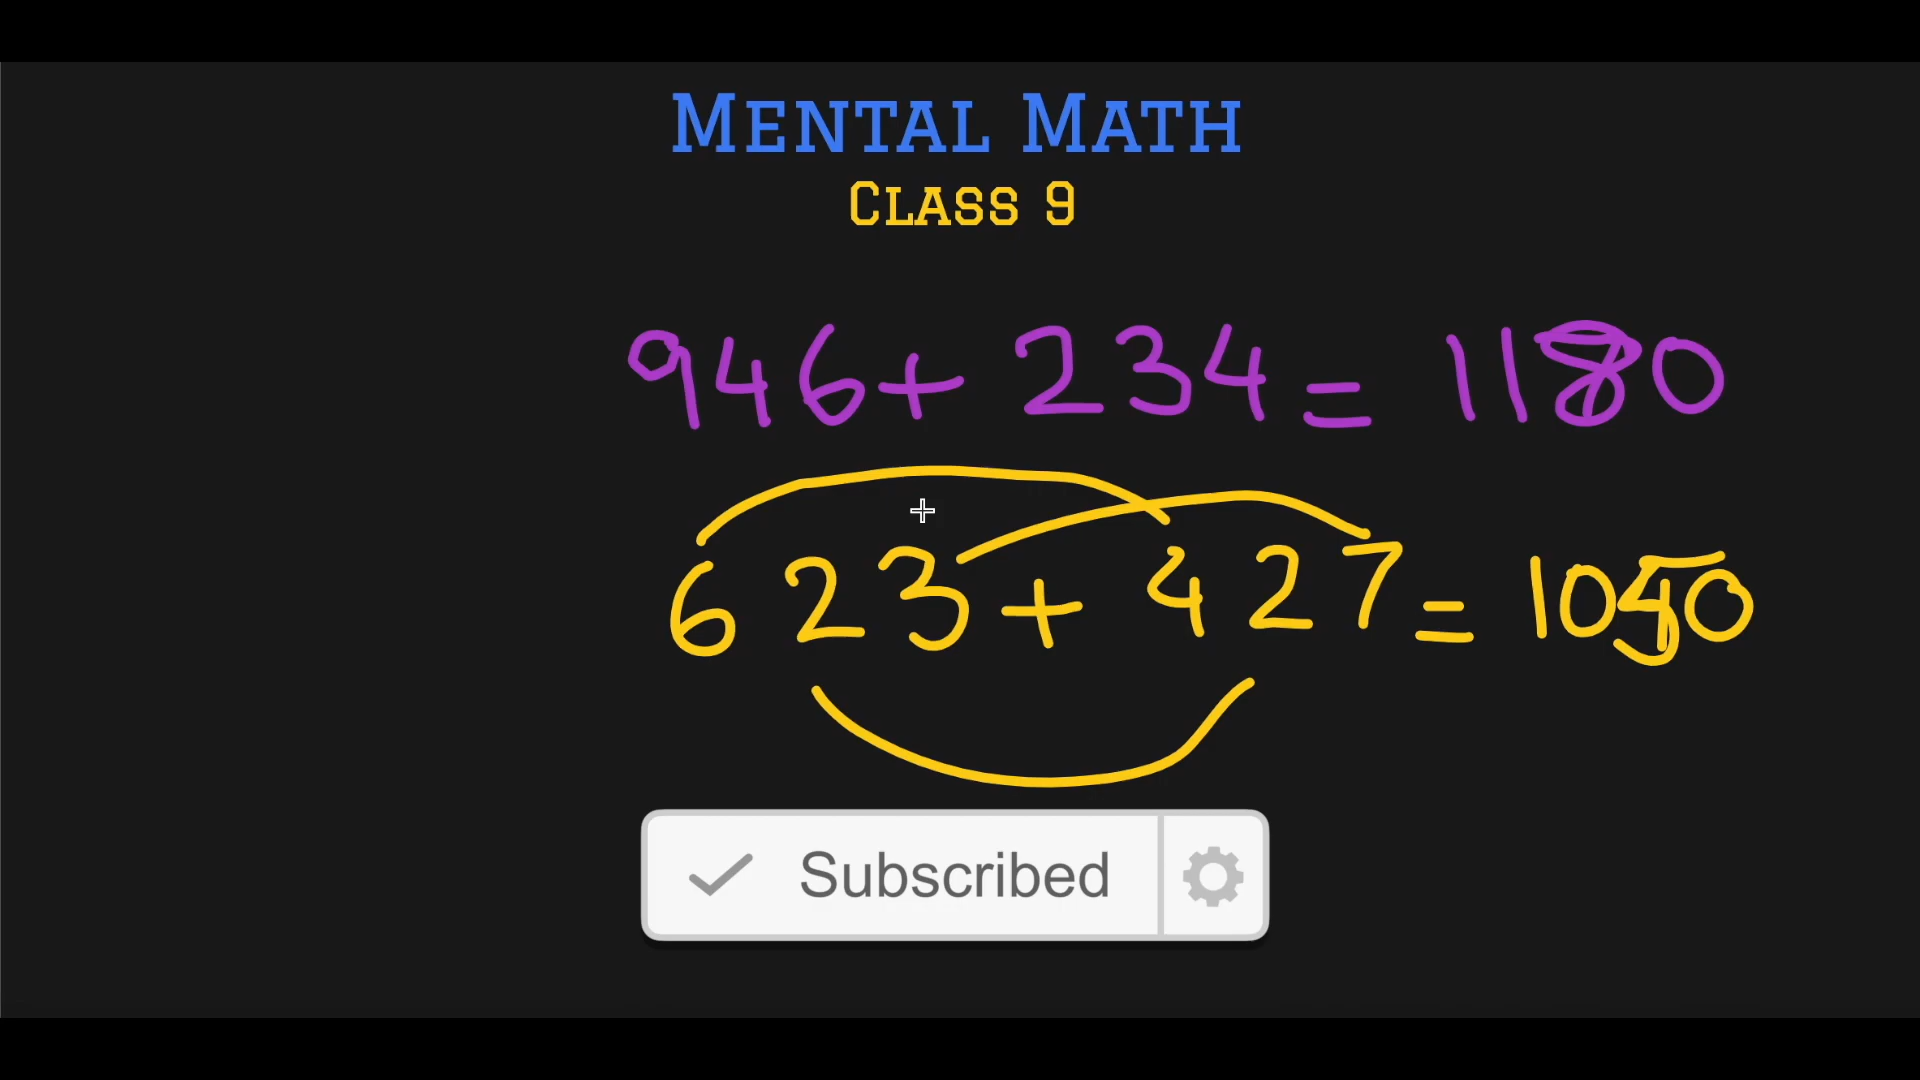 Mental Math
Class 9
946+ 234= 1180
623+ 427= 1050
Subscribed